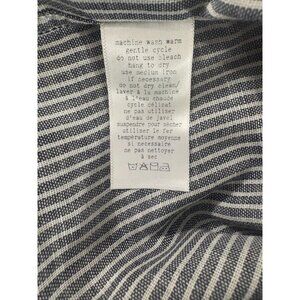 machine wash warm
gentle cycle
do not use bleach
hang to dry
use medium iron
if necessary
do not dry clean/
laver à la machet
à l'eau chaude
cycle délicat
ne pas utiliser
d'eau de javel
suspendre pour sécher
utiliser le fer
température moyenne
si nécessaire
ne pas nettoyer
à sec